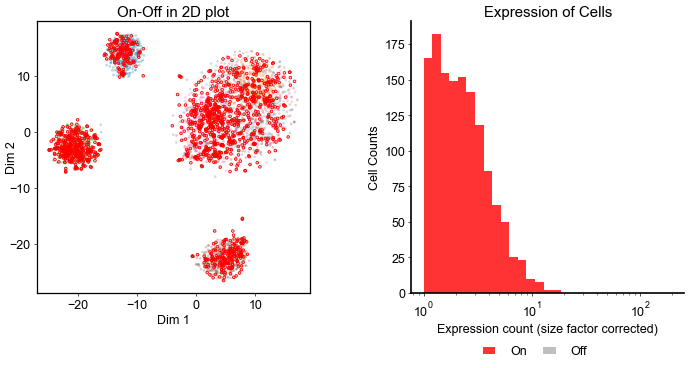 On-Off in 2D plot
Expression of Cells
Dim 2
10
0
−10
−20
−20
−10
0
10
Dim 1
Cell Counts
175
150
125
100
75
50
25
0
10^0
10^1
10^2
Expression count (size factor corrected)
On
Off